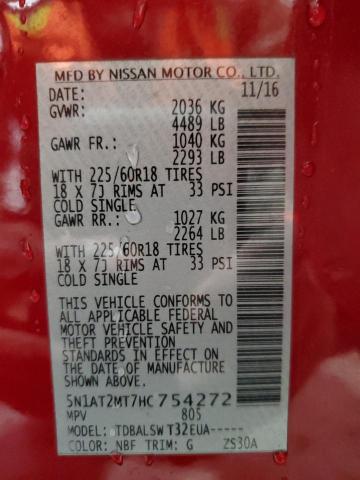 MFD BY NISSAN MOTOR CO., LTD.
DATE: 11/16
GVWR: 2036 KG
4489 LB
GAWR FR.: 1040 KG
2293 LB
WITH 225/60R18 TIRES
18 X 7J RIMS AT 33 PSI
COLD SINGLE
GAWR RR.: 1027 KG
2264 LB
WITH 225/60R18 TIRES
18 X 7J RIMS AT 33 PSI
COLD SINGLE
THIS VEHICLE CONFORMS TO
ALL APPLICABLE FEDERAL
MOTOR VEHICLE SAFETY AND
THEFT PREVENTION
STANDARDS IN EFFECT ON
THE DATE OF MANUFACTURE
SHOWN ABOVE.
5N1AT2MT7HC 754272
MPV 805
MODEL: TDBALSW T32EUA-----
COLOR: NBF TRIM: G ZS30A